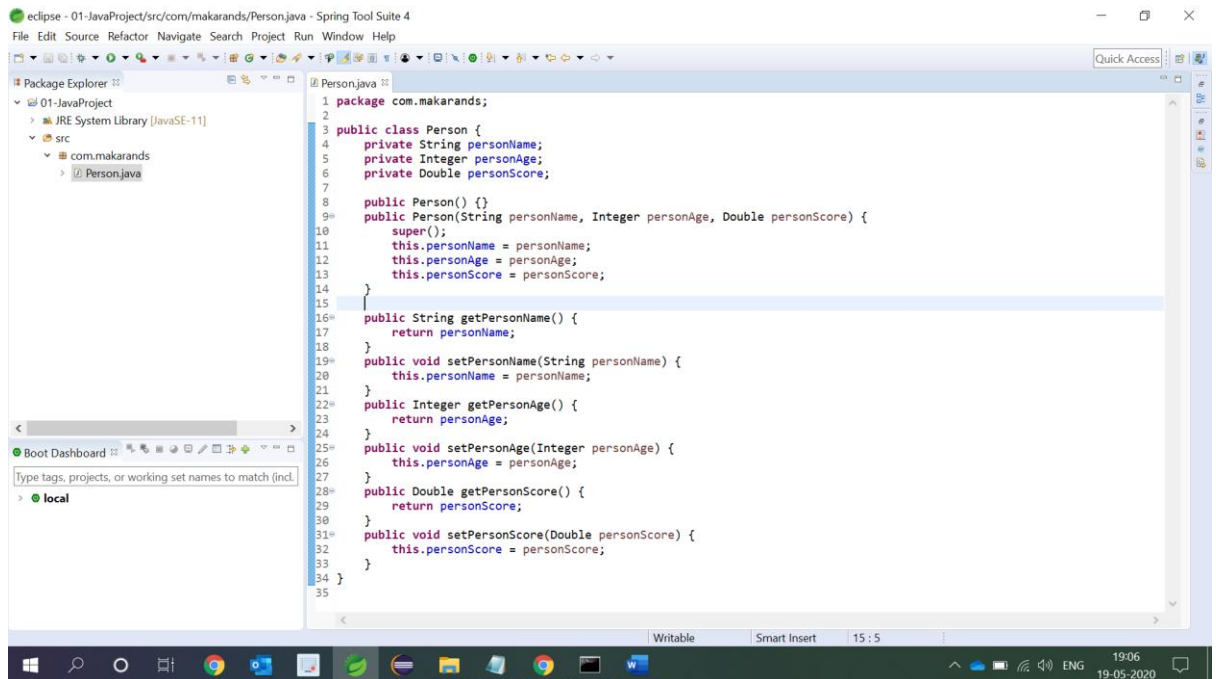 eclipse - 01-JavaProject/src/com/makarands/Person.java - Spring Tool Suite 4
File Edit Source Refactor Navigate Search Project Run Window Help
Quick Access
Package Explorer
01-JavaProject
JRE System Library [JavaSE-11]
src
com.makarands
Person.java
Boot Dashboard
Type tags, projects, or working set names to match (incl.
local
Person.java
1 package com.makarands;
2
3 public class Person {
4 private String personName;
5 private Integer personAge;
6 private Double personScore;
7
8 public Person() {}
9 public Person(String personName, Integer personAge, Double personScore) {
10 super();
11 this.personName = personName;
12 this.personAge = personAge;
13 this.personScore = personScore;
14 }
15
16 public String getPersonName() {
17 return personName;
18 }
19 public void setPersonName(String personName) {
20 this.personName = personName;
21 }
22 public Integer getPersonAge() {
23 return personAge;
24 }
25 public void setPersonAge(Integer personAge) {
26 this.personAge = personAge;
27 }
28 public Double getPersonScore() {
29 return personScore;
30 }
31 public void setPersonScore(Double personScore) {
32 this.personScore = personScore;
33 }
34 }
35
Writable Smart Insert 15 : 5
ENG
19:06
19-05-2020